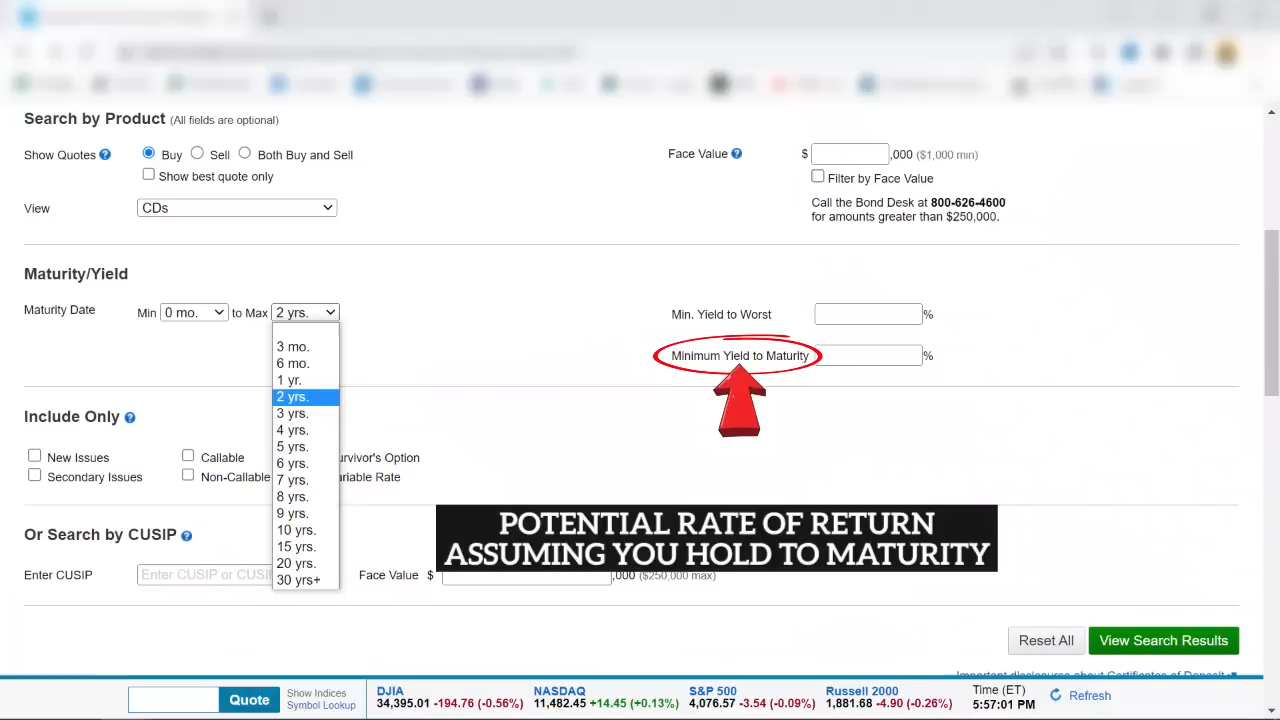 Search by Product (All fields are optional)
Show Quotes Buy Sell Both Buy and Sell
Face Value $ ,000 ($1,000 min)
Show best quote only
Filter by Face Value
View CDs
Call the Bond Desk at 800-626-4600
for amounts greater than $250,000.
Maturity/Yield
Maturity Date Min 0 mo. to Max 2 yrs.
Min. Yield to Worst %
Minimum Yield to Maturity %
3 mo.
6 mo.
1 yr.
2 yrs.
3 yrs.
4 yrs.
5 yrs.
6 yrs.
7 yrs.
8 yrs.
9 yrs.
10 yrs.
15 yrs.
20 yrs.
30 yrs+
Include Only
New Issues Callable urvivor's Option
Secondary Issues Non-Callable riable Rate
POTENTIAL RATE OF RETURN
ASSUMING YOU HOLD TO MATURITY
Or Search by CUSIP
Enter CUSIP Enter CUSIP or CUSI Face Value $ ,000 ($250,000 max)
Reset All View Search Results
Important disclosures about Certificates of Deposit
Quote Show Indices
Symbol Lookup
DJIA
34,395.01 -194.76 (-0.56%)
NASDAQ
11,482.45 +14.45 (+0.13%)
S&P 500
4,076.57 -3.54 (-0.09%)
Russell 2000
1,881.68 -4.90 (-0.26%)
Time (ET)
5:57:01 PM
Refresh